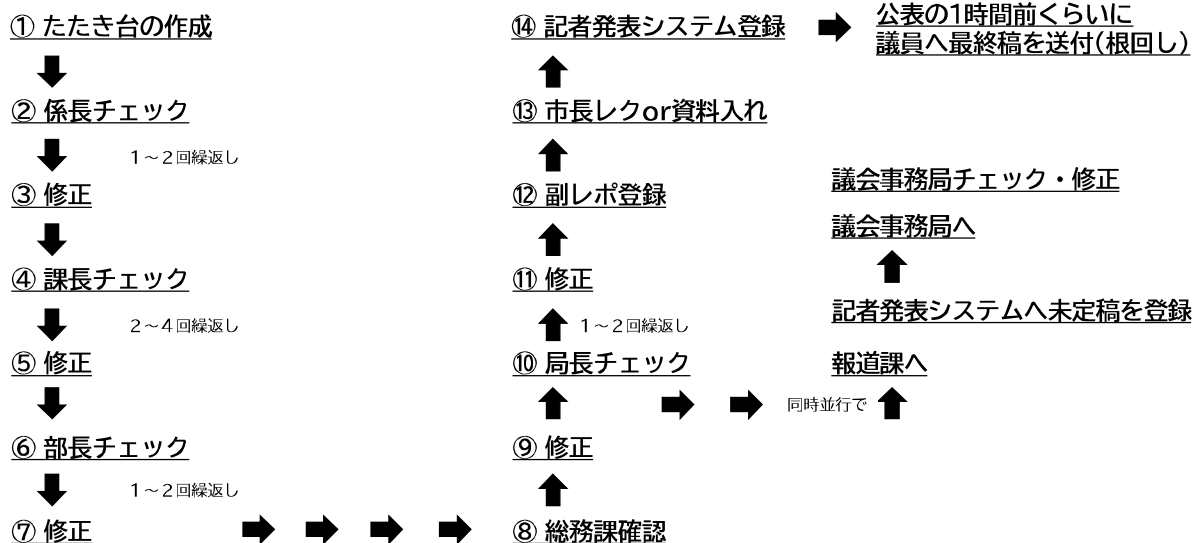 ① たたき台の作成
② 係長チェック
１～２回繰返し
③ 修正
④ 課長チェック
２～４回繰返し
⑤ 修正
⑥ 部長チェック
１～２回繰返し
⑦ 修正
⑧ 総務課確認
⑨ 修正
⑩ 局長チェック
１～２回繰返し
⑪ 修正
⑫ 副レポ登録
⑬ 市長レクor資料入れ
⑭ 記者発表システム登録
公表の1時間前くらいに
議員へ最終稿を送付(根回し)
同時並行で
報道課へ
記者発表システムへ未定稿を登録
議会事務局へ
議会事務局チェック・修正